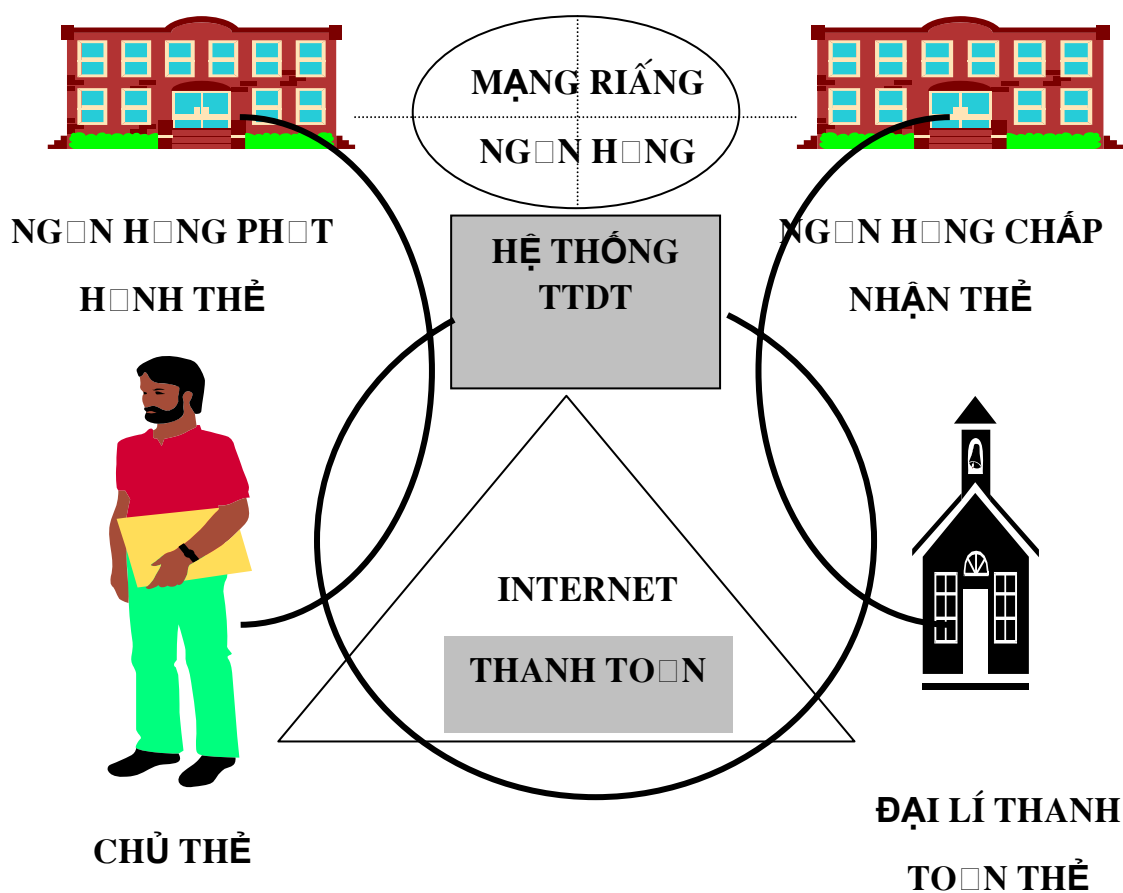 MẠNG RIẤNG
NG□N H□NG
NG□N H□NG PH□T
H□NH THẺ
HỆ THỐNG
TTDT
NG□N H□NG CHẤP
NHẬN THẺ
INTERNET
THANH TO□N
CHỦ THẺ
ĐẠI LÍ THANH
TO□N THẺ